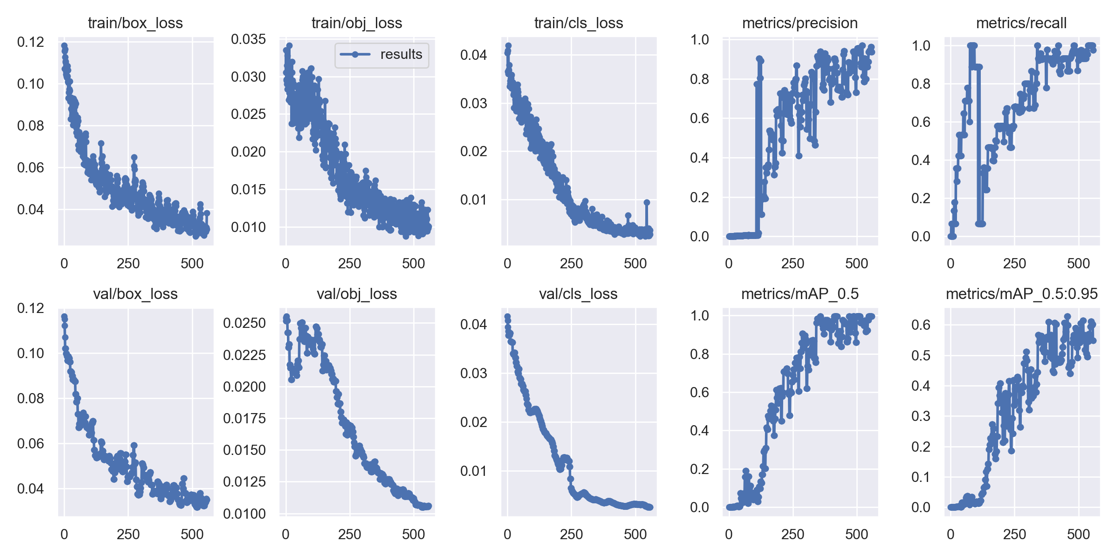 train/box_loss
train/obj_loss
train/cls_loss
metrics/precision
metrics/recall
0.12
0.10
0.08
0.06
0.04
0 250 500
0.035
0.030
0.025
0.020
0.015
0.010
results
0 250 500
0.04
0.03
0.02
0.01
0 250 500
1.0
0.8
0.6
0.4
0.2
0.0
0 250 500
1.0
0.8
0.6
0.4
0.2
0.0
0 250 500
val/box_loss
val/obj_loss
val/cls_loss
metrics/mAP_0.5
metrics/mAP_0.5:0.95
0.12
0.10
0.08
0.06
0.04
0 250 500
0.0250
0.0225
0.0200
0.0175
0.0150
0.0125
0.0100
0 250 500
0.04
0.03
0.02
0.01
0 250 500
1.0
0.8
0.6
0.4
0.2
0.0
0 250 500
0.6
0.5
0.4
0.3
0.2
0.1
0.0
0 250 500